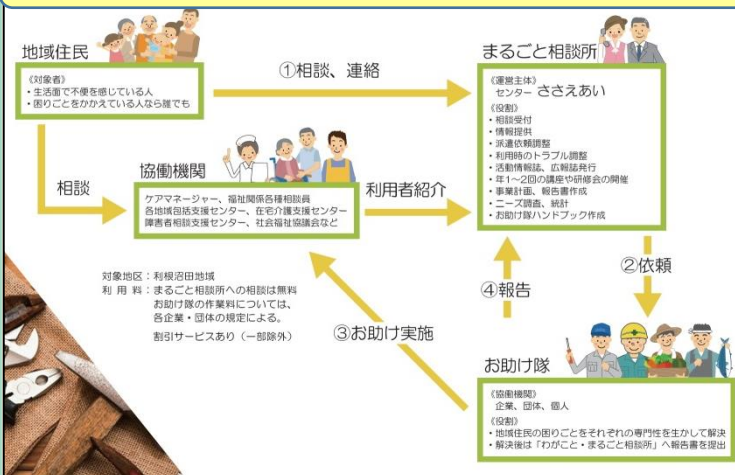 地域住民
《対象者》
・生活面で不便を感じている人
・困りごとをかかえている人なら誰でも
①相談、連絡
まるごと相談所
《運営主体》
センター ささえあい
《役割》
・相談受付
・情報提供
・派遣依頼調整
・利用時のトラブル調整
・活動情報誌、広報誌発行
・年1～2回の講座や研修会の開催
・事業計画、報告書作成
・ニーズ調査、統計
・お助け隊ハンドブック作成
相談
協働機関
ケアマネージャー、福祉関係各種相談員
各地域包括支援センター、在宅介護支援センター
障害者相談支援センター、社会福祉協議会など
利用者紹介
対象地区：利根沼田地域
利 用 料：まるごと相談所への相談は無料
お助け隊の作業料については、
各企業・団体の規定による。
割引サービスあり（一部除外）
②依頼
④報告
③お助け実施
お助け隊
《協働機関》
企業、団体、個人
《役割》
・地域住民の困りごとをそれぞれの専門性を生かして解決
・解決後は「わがこと・まるごと相談所」へ報告書を提出